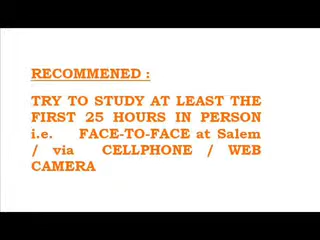 RECOMMENED :
TRY TO STUDY AT LEAST THE
FIRST 25 HOURS IN PERSON
i.e. FACE-TO-FACE at Salem
/ via CELLPHONE / WEB
CAMERA